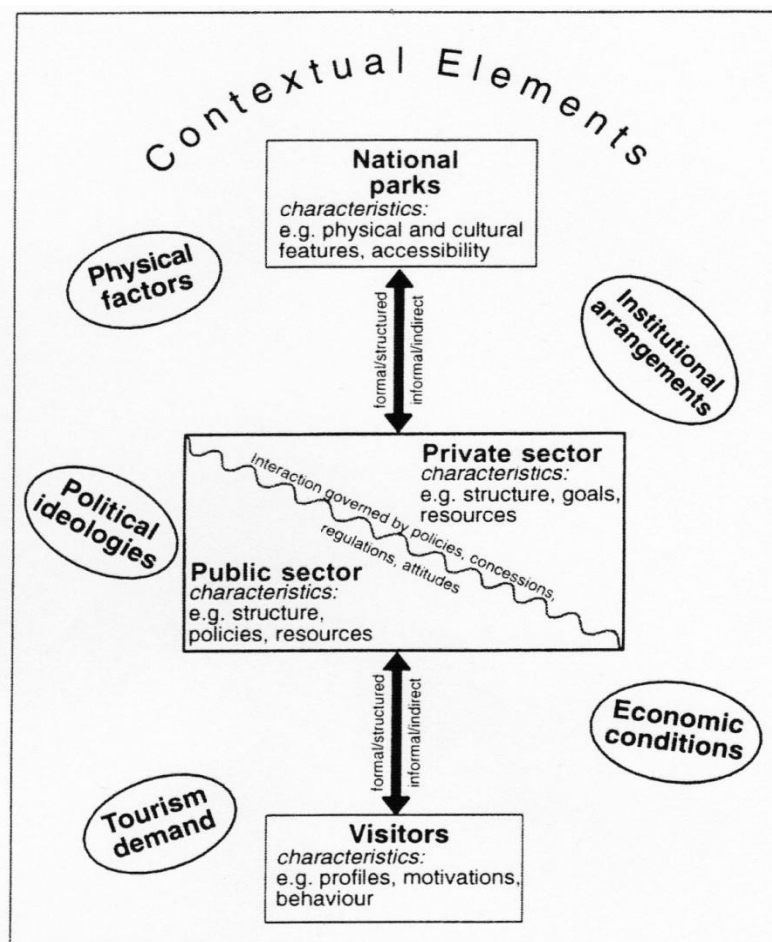 Contextual Elements
National
parks
characteristics:
e.g. physical and cultural
features, accessibility
Physical
factors
Institutional
arrangements
formal/structured
informal/indirect
Private sector
characteristics:
e.g. structure, goals,
resources
Interaction governed by policies, concessions,
regulations, attitudes
Political
ideologies
Public sector
characteristics:
e.g. structure,
policies, resources
formal/structured
informal/indirect
Economic
conditions
Tourism
demand
Visitors
characteristics:
e.g. profiles, motivations,
behaviour